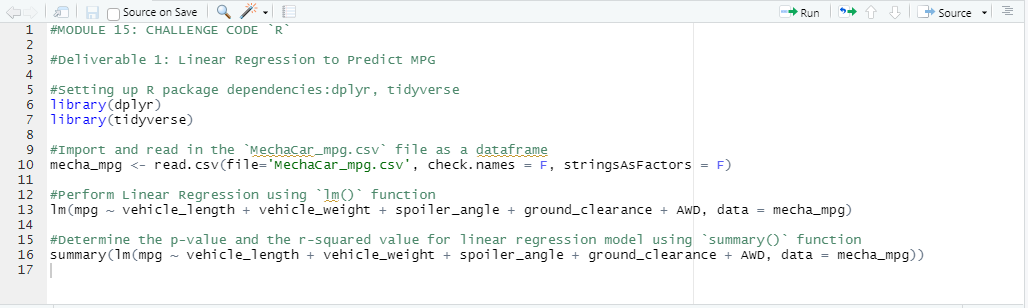 Source on Save Run Source
1 #MODULE 15: CHALLENGE CODE `R`
2
3 #Deliverable 1: Linear Regression to Predict MPG
4
5 #Setting up R package dependencies:dplyr, tidyverse
6 library(dplyr)
7 library(tidyverse)
8
9 #Import and read in the `MechaCar_mpg.csv` file as a dataframe
10 mecha_mpg <- read.csv(file='MechaCar_mpg.csv', check.names = F, stringsAsFactors = F)
11
12 #Perform Linear Regression using `lm()` function
13 lm(mpg ~ vehicle_length + vehicle_weight + spoiler_angle + ground_clearance + AWD, data = mecha_mpg)
14
15 #Determine the p-value and the r-squared value for linear regression model using `summary()` function
16 summary(lm(mpg ~ vehicle_length + vehicle_weight + spoiler_angle + ground_clearance + AWD, data = mecha_mpg))
17